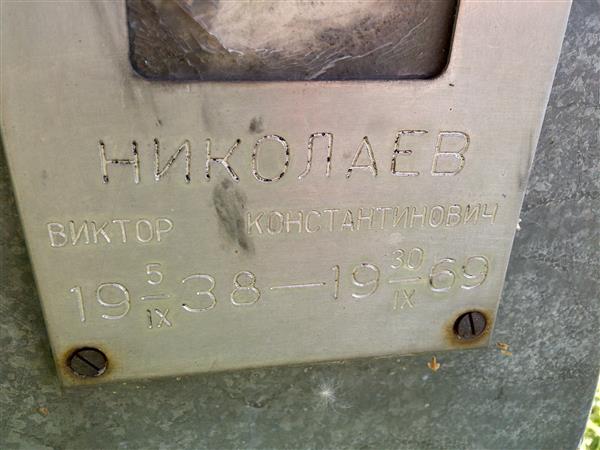 НИКОЛАЕВ
ВИКТОР КОНСТАНТИНОВИЧ
19 5/IX 38 — 19 30/IX 69